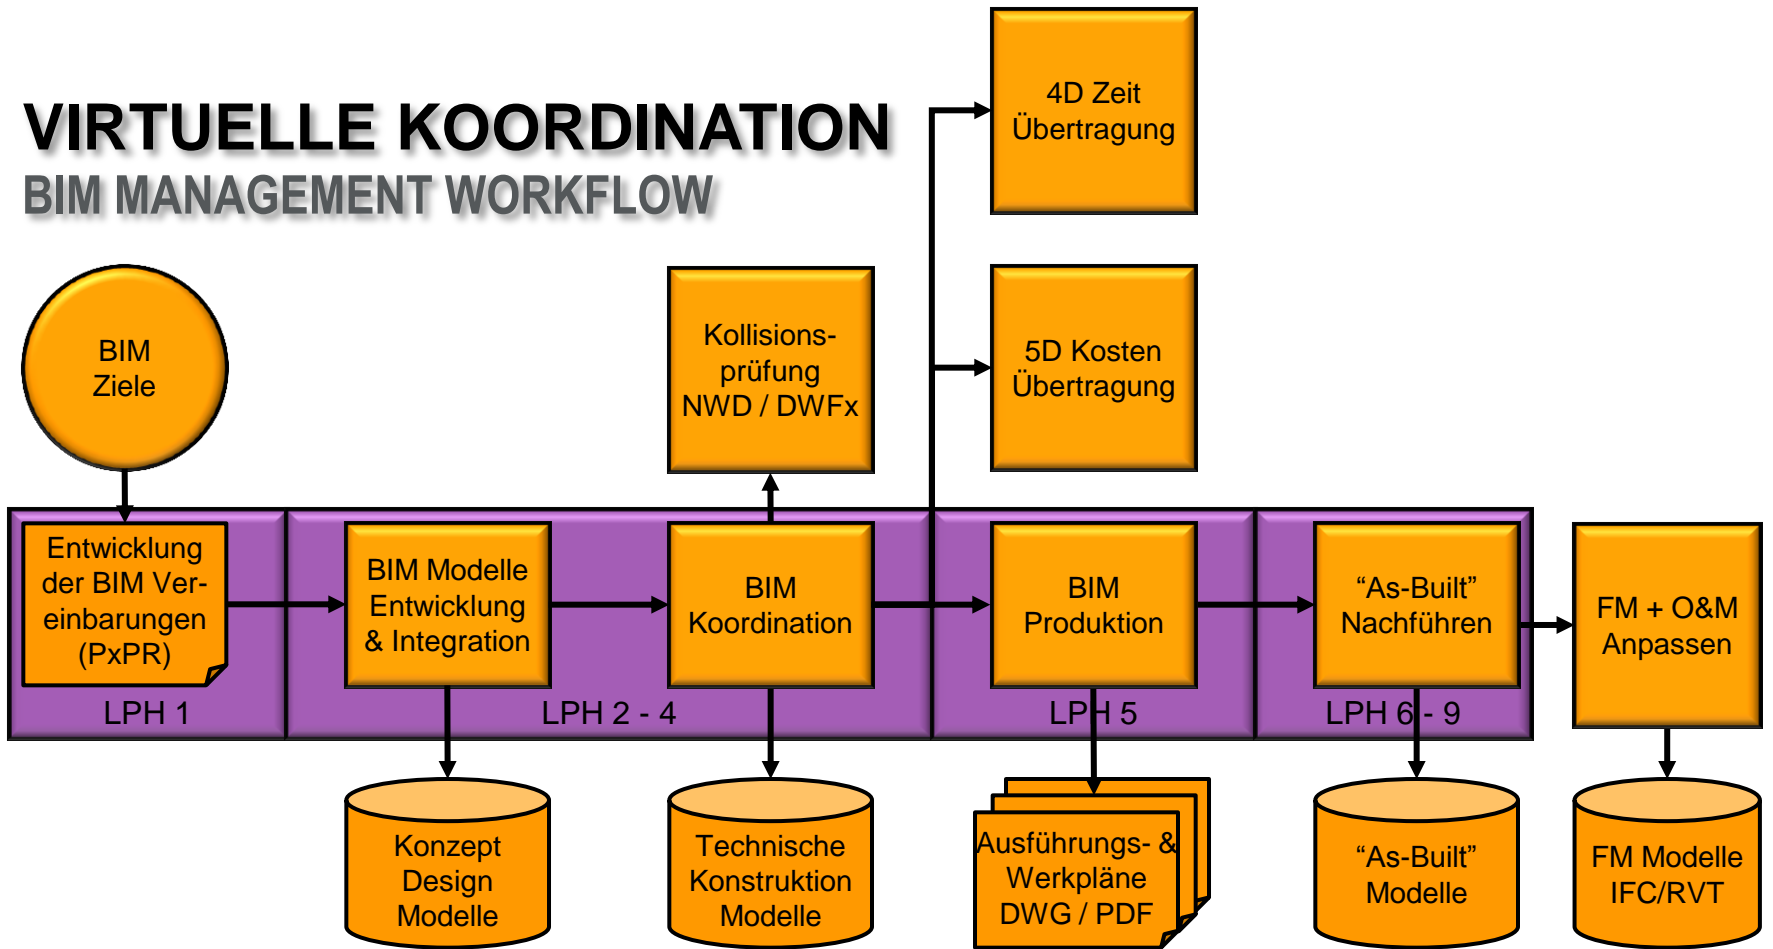 VIRTUELLE KOORDINATION
BIM MANAGEMENT WORKFLOW
4D Zeit
Übertragung
BIM
Ziele
Kollisions-
prüfung
NWD / DWFx
5D Kosten
Übertragung
Entwicklung
der BIM Ver-
einbarungen
(PxPR)
BIM Modelle
Entwicklung
& Integration
BIM
Koordination
BIM
Produktion
“As-Built”
Nachführen
FM + O&M
Anpassen
LPH 1
LPH 2 - 4
LPH 5
LPH 6 - 9
Konzept
Design
Modelle
Technische
Konstruktion
Modelle
Ausführungs- &
Werkpläne
DWG / PDF
“As-Built”
Modelle
FM Modelle
IFC/RVT